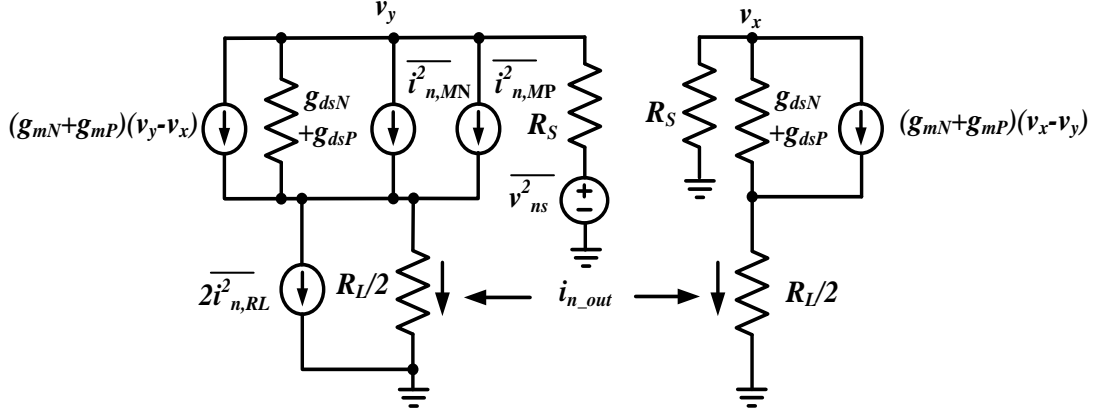 v_y
v_x
(g_mN+g_mP)(v_y-v_x)
g_dsN
+g_dsP
i²_n,MN
i²_n,MP
R_S
v²_ns
R_S
g_dsN
+g_dsP
(g_mN+g_mP)(v_x-v_y)
2i²_n,RL
R_L/2
i_n_out
R_L/2